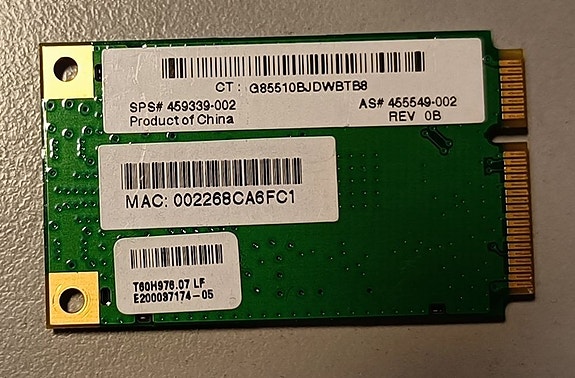 CT: G85510BJDWBTB8
SPS# 459339-002
AS# 455549-002
Product of China
REV 0B
MAC: 002268CA6FC1
T60H976.07 LF
E200097174-05